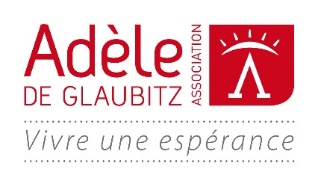 Adèle
DE GLAUBITZ
ASSOCIATION
Vivre une espérance